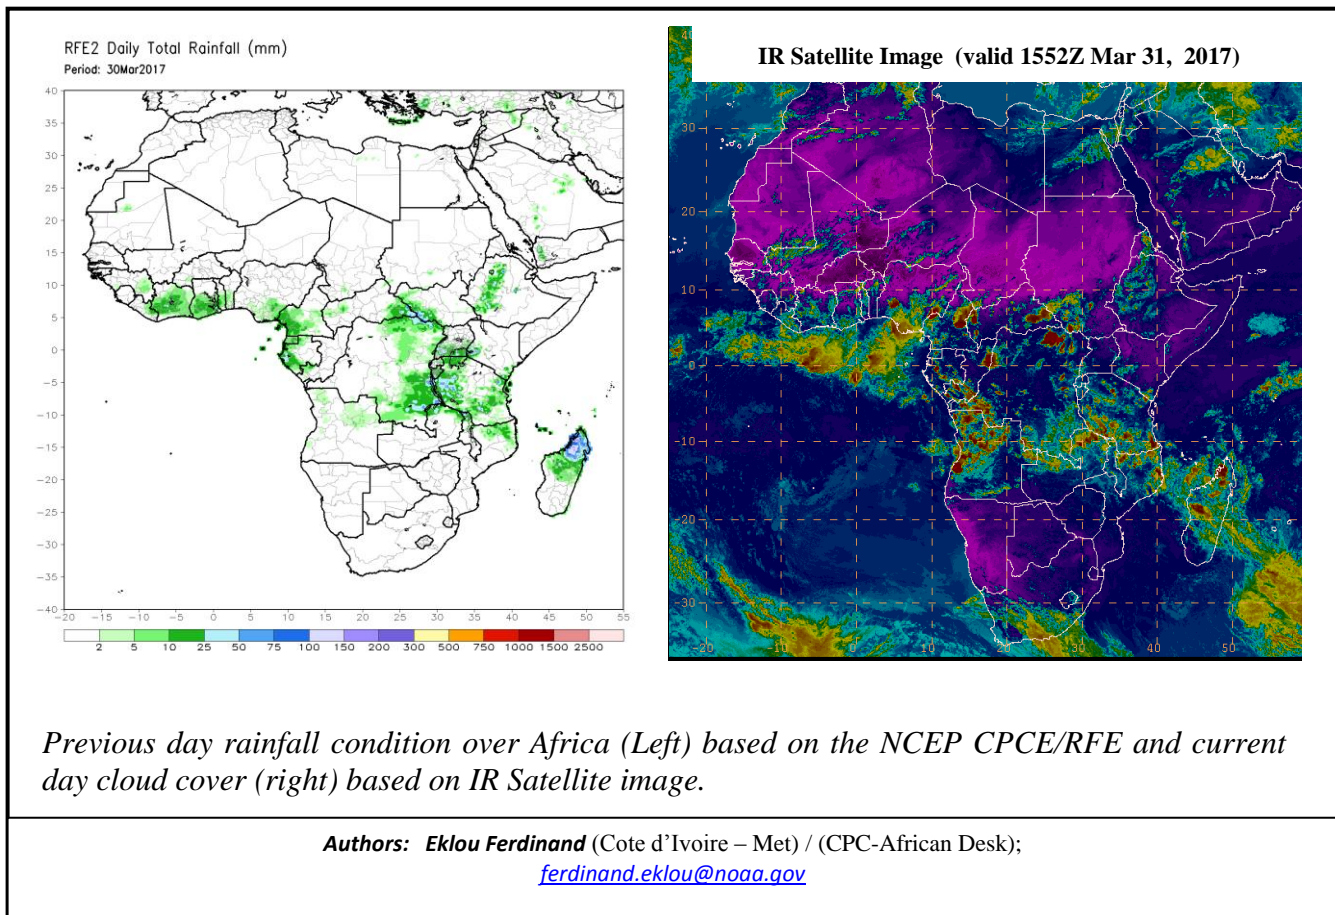 RFE2 Daily Total Rainfall (mm)
Period: 30Mar2017
40
35
30
25
20
15
10
5
0
-5
-10
-15
-20
-25
-30
-35
-40
-20 -15 -10 -5 0 5 10 15 20 25 30 35 40 45 50 55
2 5 10 25 50 75 100 150 200 300 500 750 1000 1500 2500
IR Satellite Image (valid 1552Z Mar 31, 2017)
40
30
20
10
0
-10
-20
-30
-20 -10 0 10 20 30 40 50
Previous day rainfall condition over Africa (Left) based on the NCEP CPCE/RFE and current
day cloud cover (right) based on IR Satellite image.
Authors: Eklou Ferdinand (Cote d’Ivoire – Met) / (CPC-African Desk);
ferdinand.eklou@noaa.gov